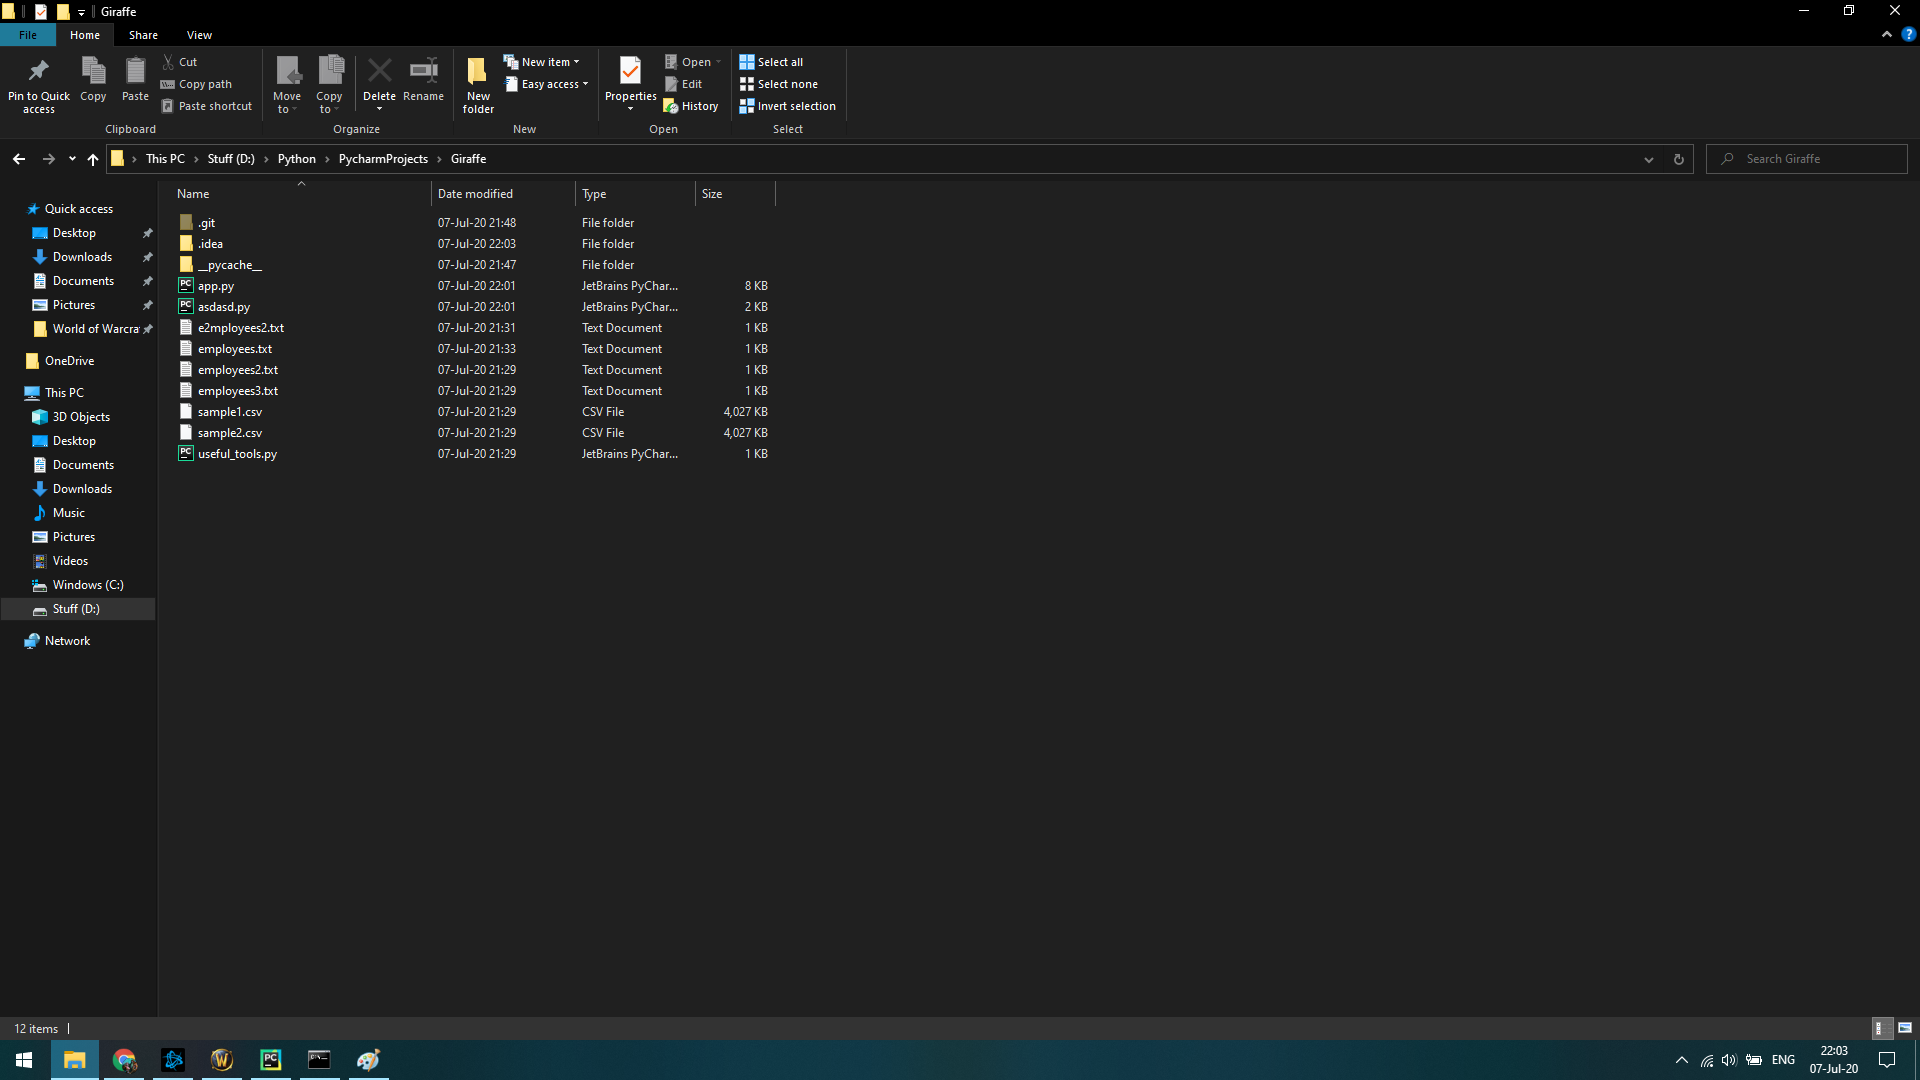 Giraffe
File Home Share View
Pin to Quick access
Copy
Paste
Cut
Copy path
Paste shortcut
Clipboard
Move to
Copy to
Delete
Rename
Organize
New folder
New item
Easy access
New
Properties
Open
Edit
History
Open
Select all
Select none
Invert selection
Select
This PC Stuff (D:) Python PycharmProjects Giraffe
Search Giraffe
Quick access
Desktop
Downloads
Documents
Pictures
World of Warcra
OneDrive
This PC
3D Objects
Desktop
Documents
Downloads
Music
Pictures
Videos
Windows (C:)
Stuff (D:)
Network
Name Date modified Type Size
.git 07-Jul-20 21:48 File folder
.idea 07-Jul-20 22:03 File folder
__pycache__ 07-Jul-20 21:47 File folder
app.py 07-Jul-20 22:01 JetBrains PyChar... 8 KB
asdasd.py 07-Jul-20 22:01 JetBrains PyChar... 2 KB
e2mployees2.txt 07-Jul-20 21:31 Text Document 1 KB
employees.txt 07-Jul-20 21:33 Text Document 1 KB
employees2.txt 07-Jul-20 21:29 Text Document 1 KB
employees3.txt 07-Jul-20 21:29 Text Document 1 KB
sample1.csv 07-Jul-20 21:29 CSV File 4,027 KB
sample2.csv 07-Jul-20 21:29 CSV File 4,027 KB
useful_tools.py 07-Jul-20 21:29 JetBrains PyChar... 1 KB
12 items
ENG
22:03
07-Jul-20